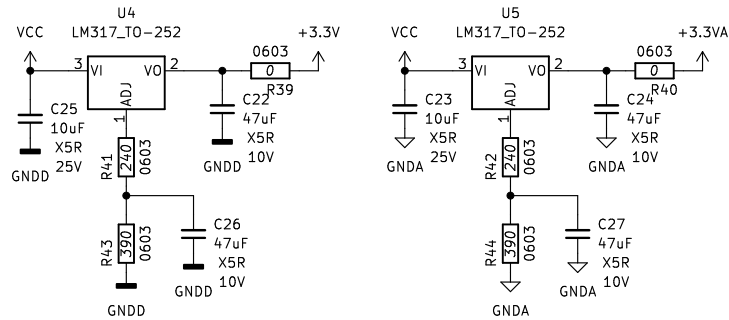 U4
LM317_TO-252
VCC
3
VI
VO
2
ADJ
1
0603
0
R39
+3.3V
C25
10uF
X5R
25V
GNDD
C22
47uF
X5R
10V
GNDD
R41
240
0603
R43
390
0603
GNDD
C26
47uF
X5R
10V
GNDD
U5
LM317_TO-252
VCC
3
VI
VO
2
ADJ
1
0603
0
R40
+3.3VA
C23
10uF
X5R
25V
GNDA
C24
47uF
X5R
10V
GNDA
R42
240
0603
R44
390
0603
GNDA
C27
47uF
X5R
10V
GNDA